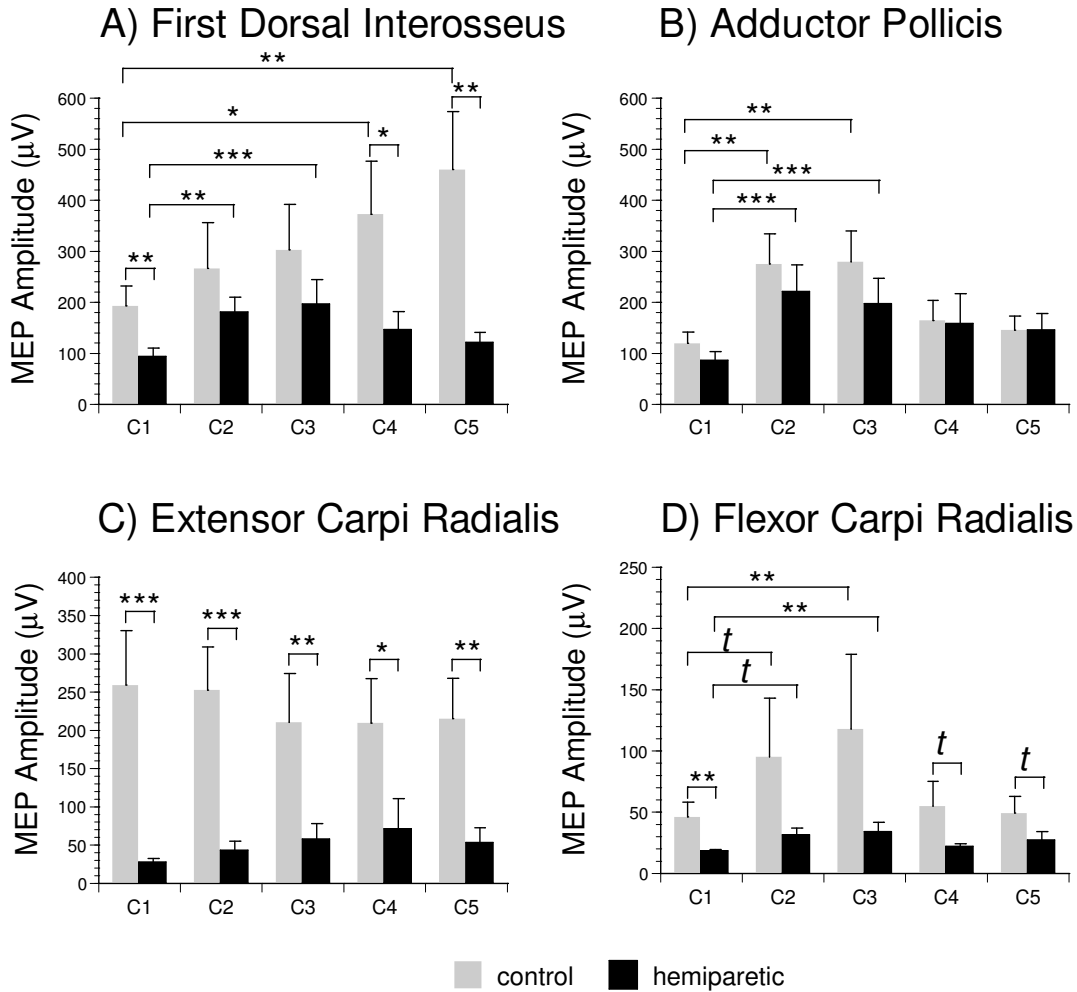 A) First Dorsal Interosseus
MEP Amplitude (µV)
600
500
400
300
200
100
0
**
*
***
**
**
*
**
C1 C2 C3 C4 C5
B) Adductor Pollicis
MEP Amplitude (µV)
600
500
400
300
200
100
0
**
**
***
***
C1 C2 C3 C4 C5
C) Extensor Carpi Radialis
MEP Amplitude (µV)
400
350
300
250
200
150
100
50
0
*** *** ** * **
C1 C2 C3 C4 C5
D) Flexor Carpi Radialis
MEP Amplitude (µV)
250
200
150
100
50
0
**
**
t
t
**
t
t
C1 C2 C3 C4 C5
control hemiparetic